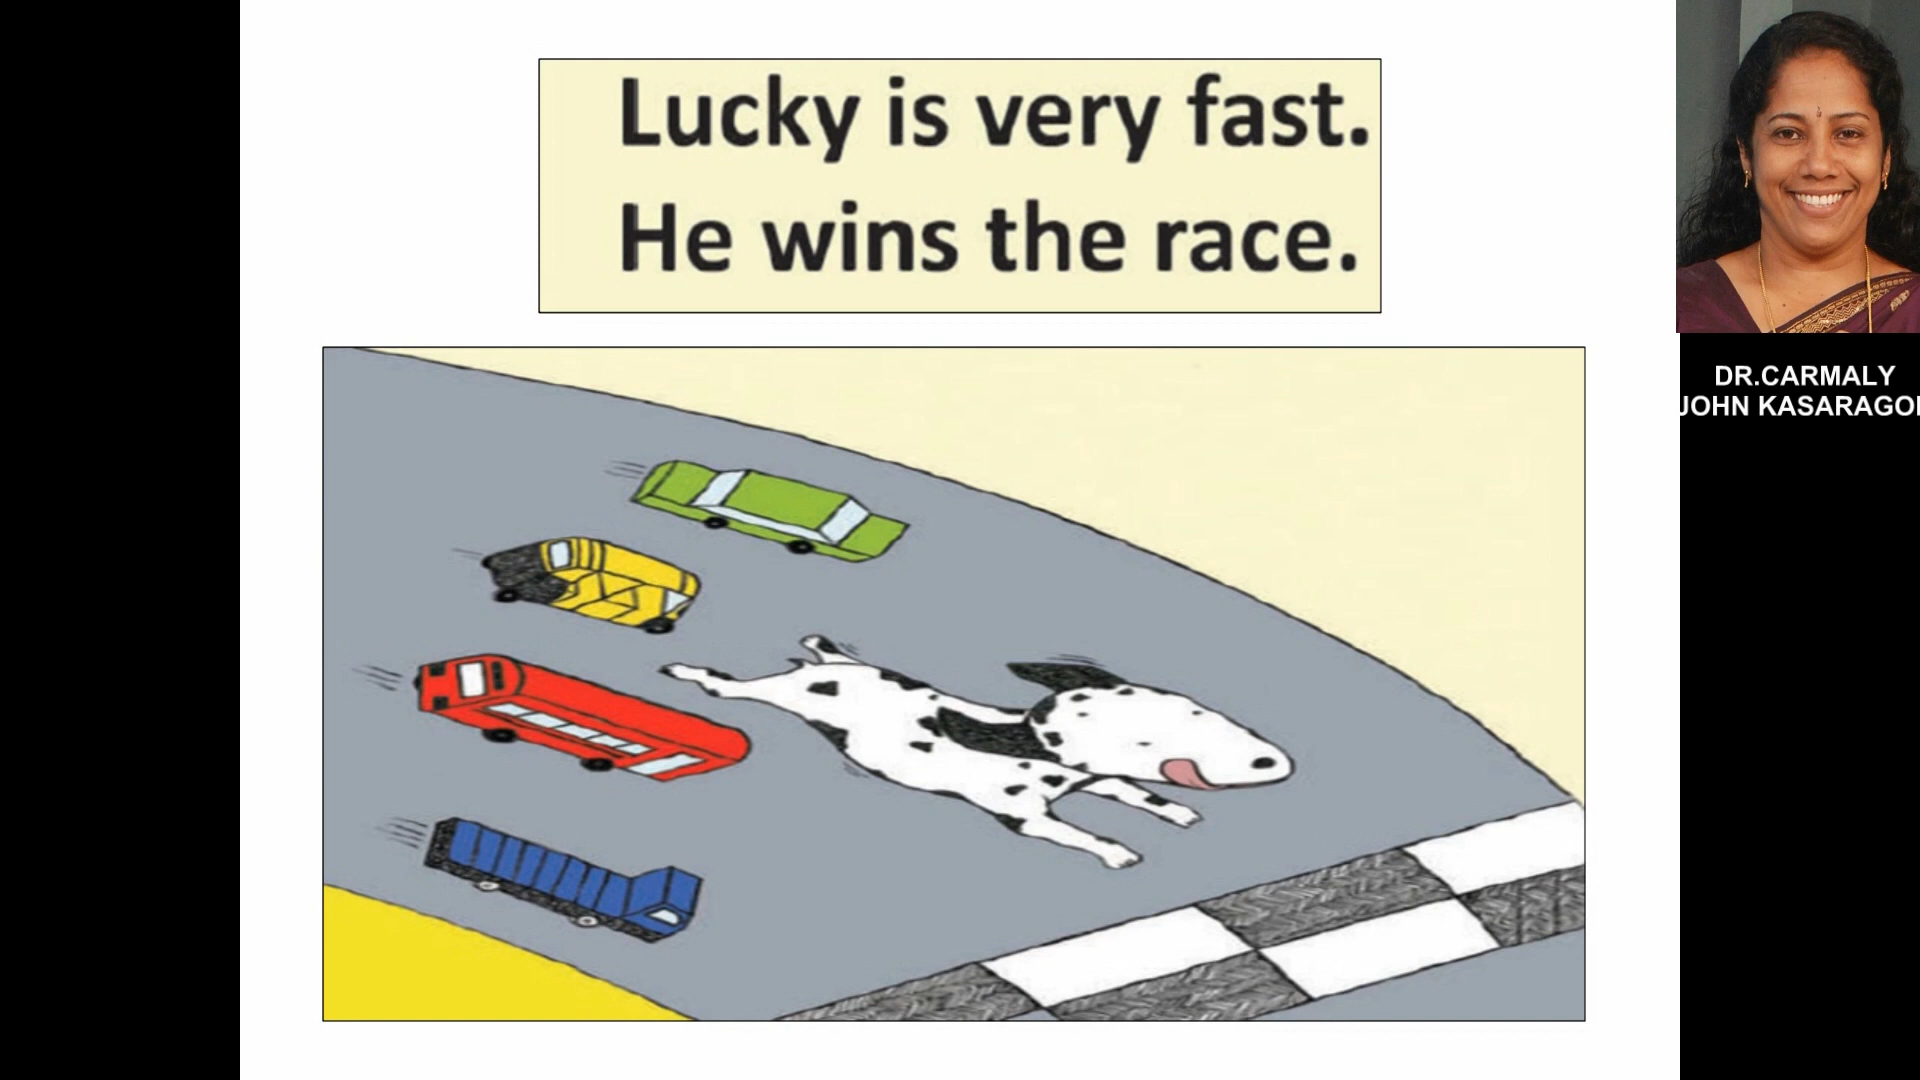 Lucky is very fast.
He wins the race.
DR.CARMALY
JOHN KASARAGO